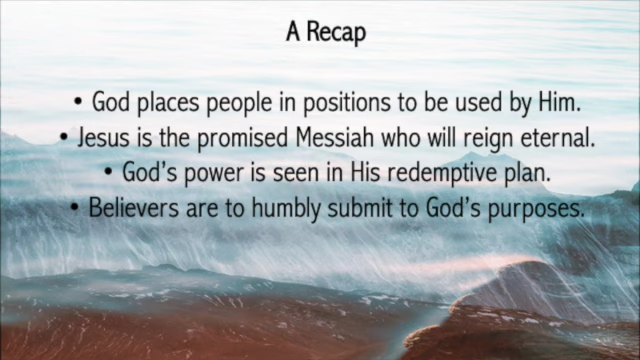 A Recap
• God places people in positions to be used by Him.
• Jesus is the promised Messiah who will reign eternal.
• God's power is seen in His redemptive plan.
• Believers are to humbly submit to God's purposes.